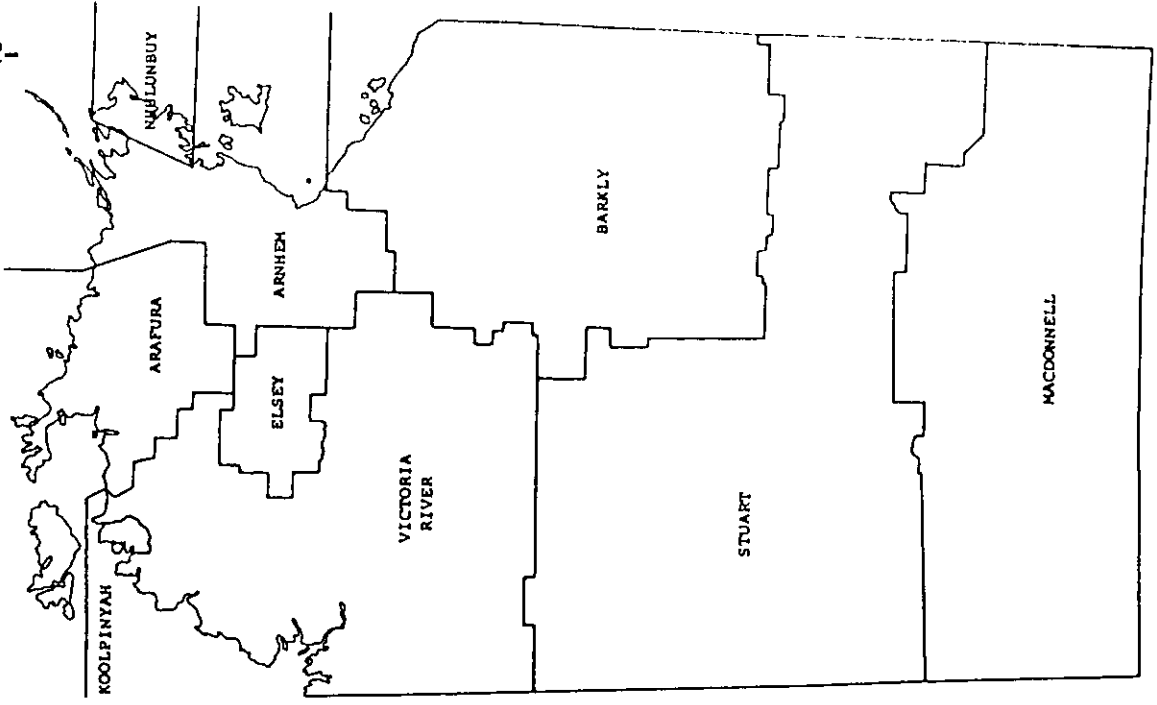 NHULUNBUY
KOOLPINYAH
ARAFURA
ARNHEM
ELSEY
BARKLY
VICTORIA
RIVER
STUART
MACDONNELL